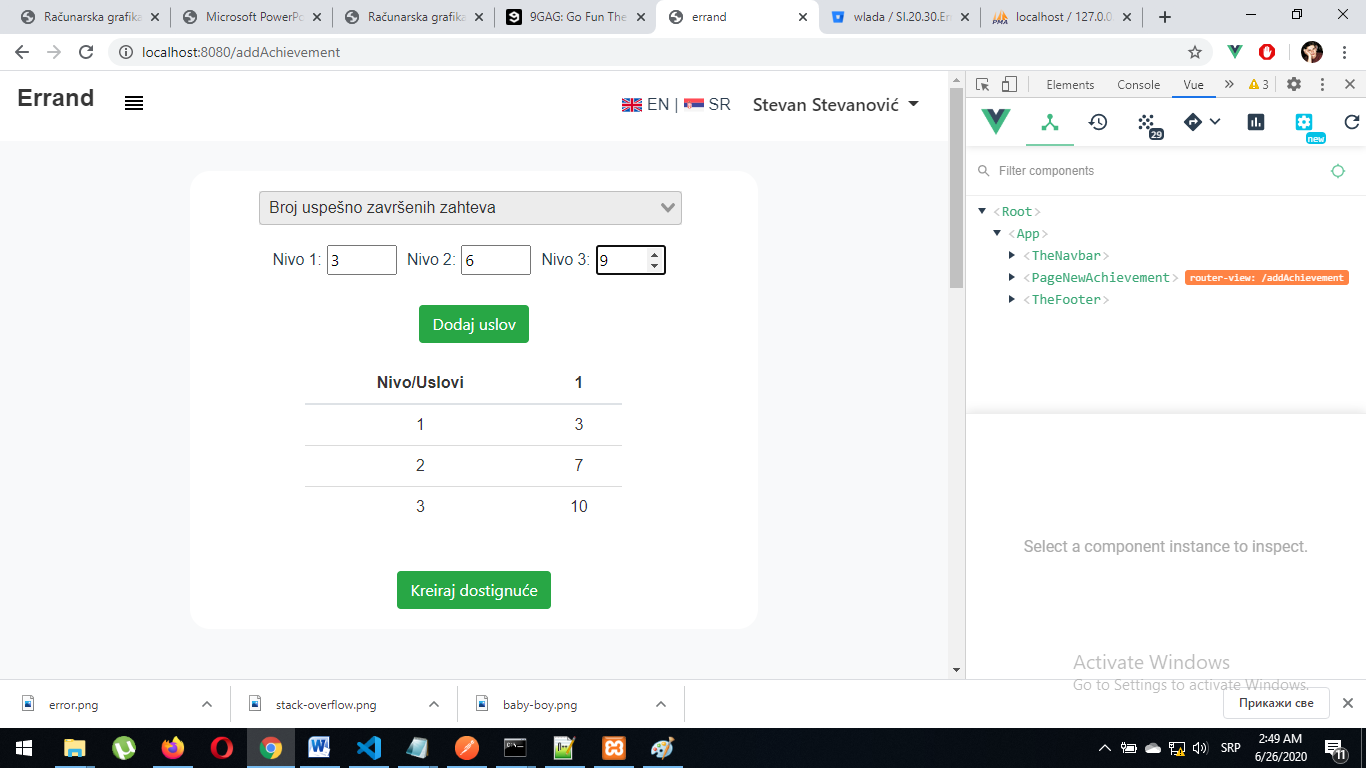 Računarska grafika
Microsoft PowerPo
Računarska grafika
9GAG: Go Fun The
errand
wlada / SI.20.30.Err
localhost / 127.0.0.
localhost:8080/addAchievement
Errand
EN | SR
Stevan Stevanović
Elements
Console
Vue
3
29
new
Filter components
Broj uspešno završenih zahteva
Nivo 1: 3 Nivo 2: 6 Nivo 3: 9
Dodaj uslov
Nivo/Uslovi 1
1 3
2 7
3 10
Kreiraj dostignuće
<Root>
<App>
<TheNavbar>
<PageNewAchievement> router-view: /addAchievement
<TheFooter>
Select a component instance to inspect.
Activate Windows
Go to Settings to activate Windows.
error.png
stack-overflow.png
baby-boy.png
Прикажи све
SRP
2:49 AM
6/26/2020
11